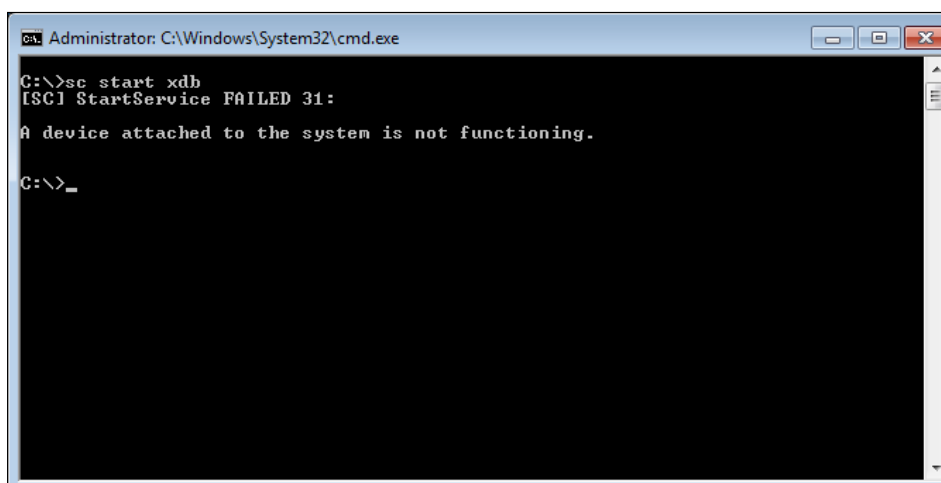 Administrator: C:\Windows\System32\cmd.exe
C:\>sc start xdb
[SC] StartService FAILED 31:
A device attached to the system is not functioning.
C:\>_